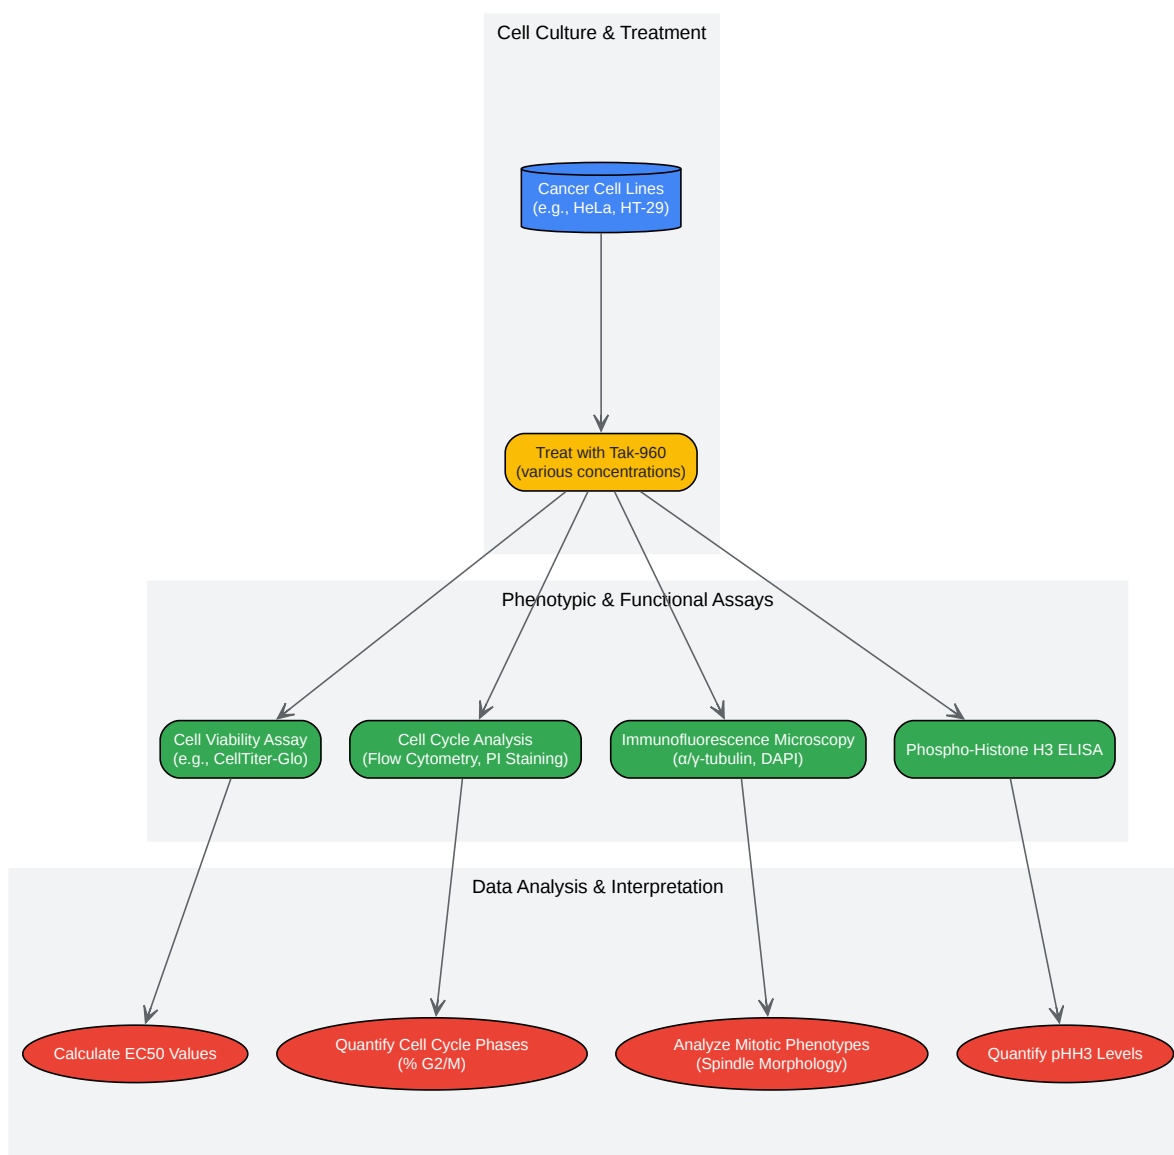 Cell Culture & Treatment
Cancer Cell Lines
(e.g., HeLa, HT-29)
Treat with Tak-960
(various concentrations)
Phenotypic & Functional Assays
Cell Viability Assay
(e.g., CellTiter-Glo)
Cell Cycle Analysis
(Flow Cytometry, PI Staining)
Immunofluorescence Microscopy
(α/γ-tubulin, DAPI)
Phospho-Histone H3 ELISA
Data Analysis & Interpretation
Calculate EC50 Values
Quantify Cell Cycle Phases
(% G2/M)
Analyze Mitotic Phenotypes
(Spindle Morphology)
Quantify pHH3 Levels